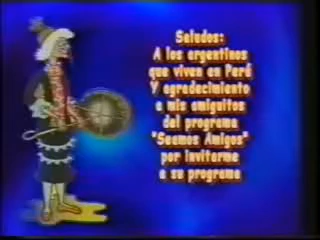 Saludos:
A los argentinos
que viven en Perú
Y agradecimiento
a mis amiguitos
del programa
"Seamos Amigos"
por invitarme
a su programa